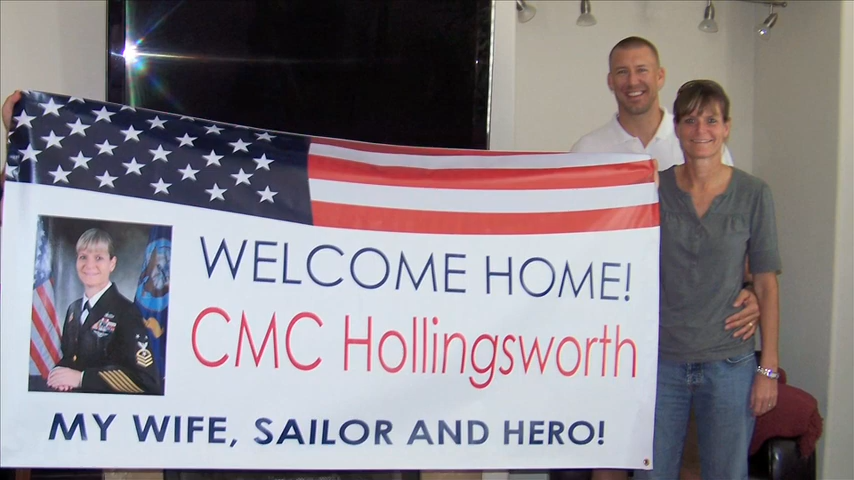 WELCOME HOME!
CMC Hollingsworth
MY WIFE, SAILOR AND HERO!